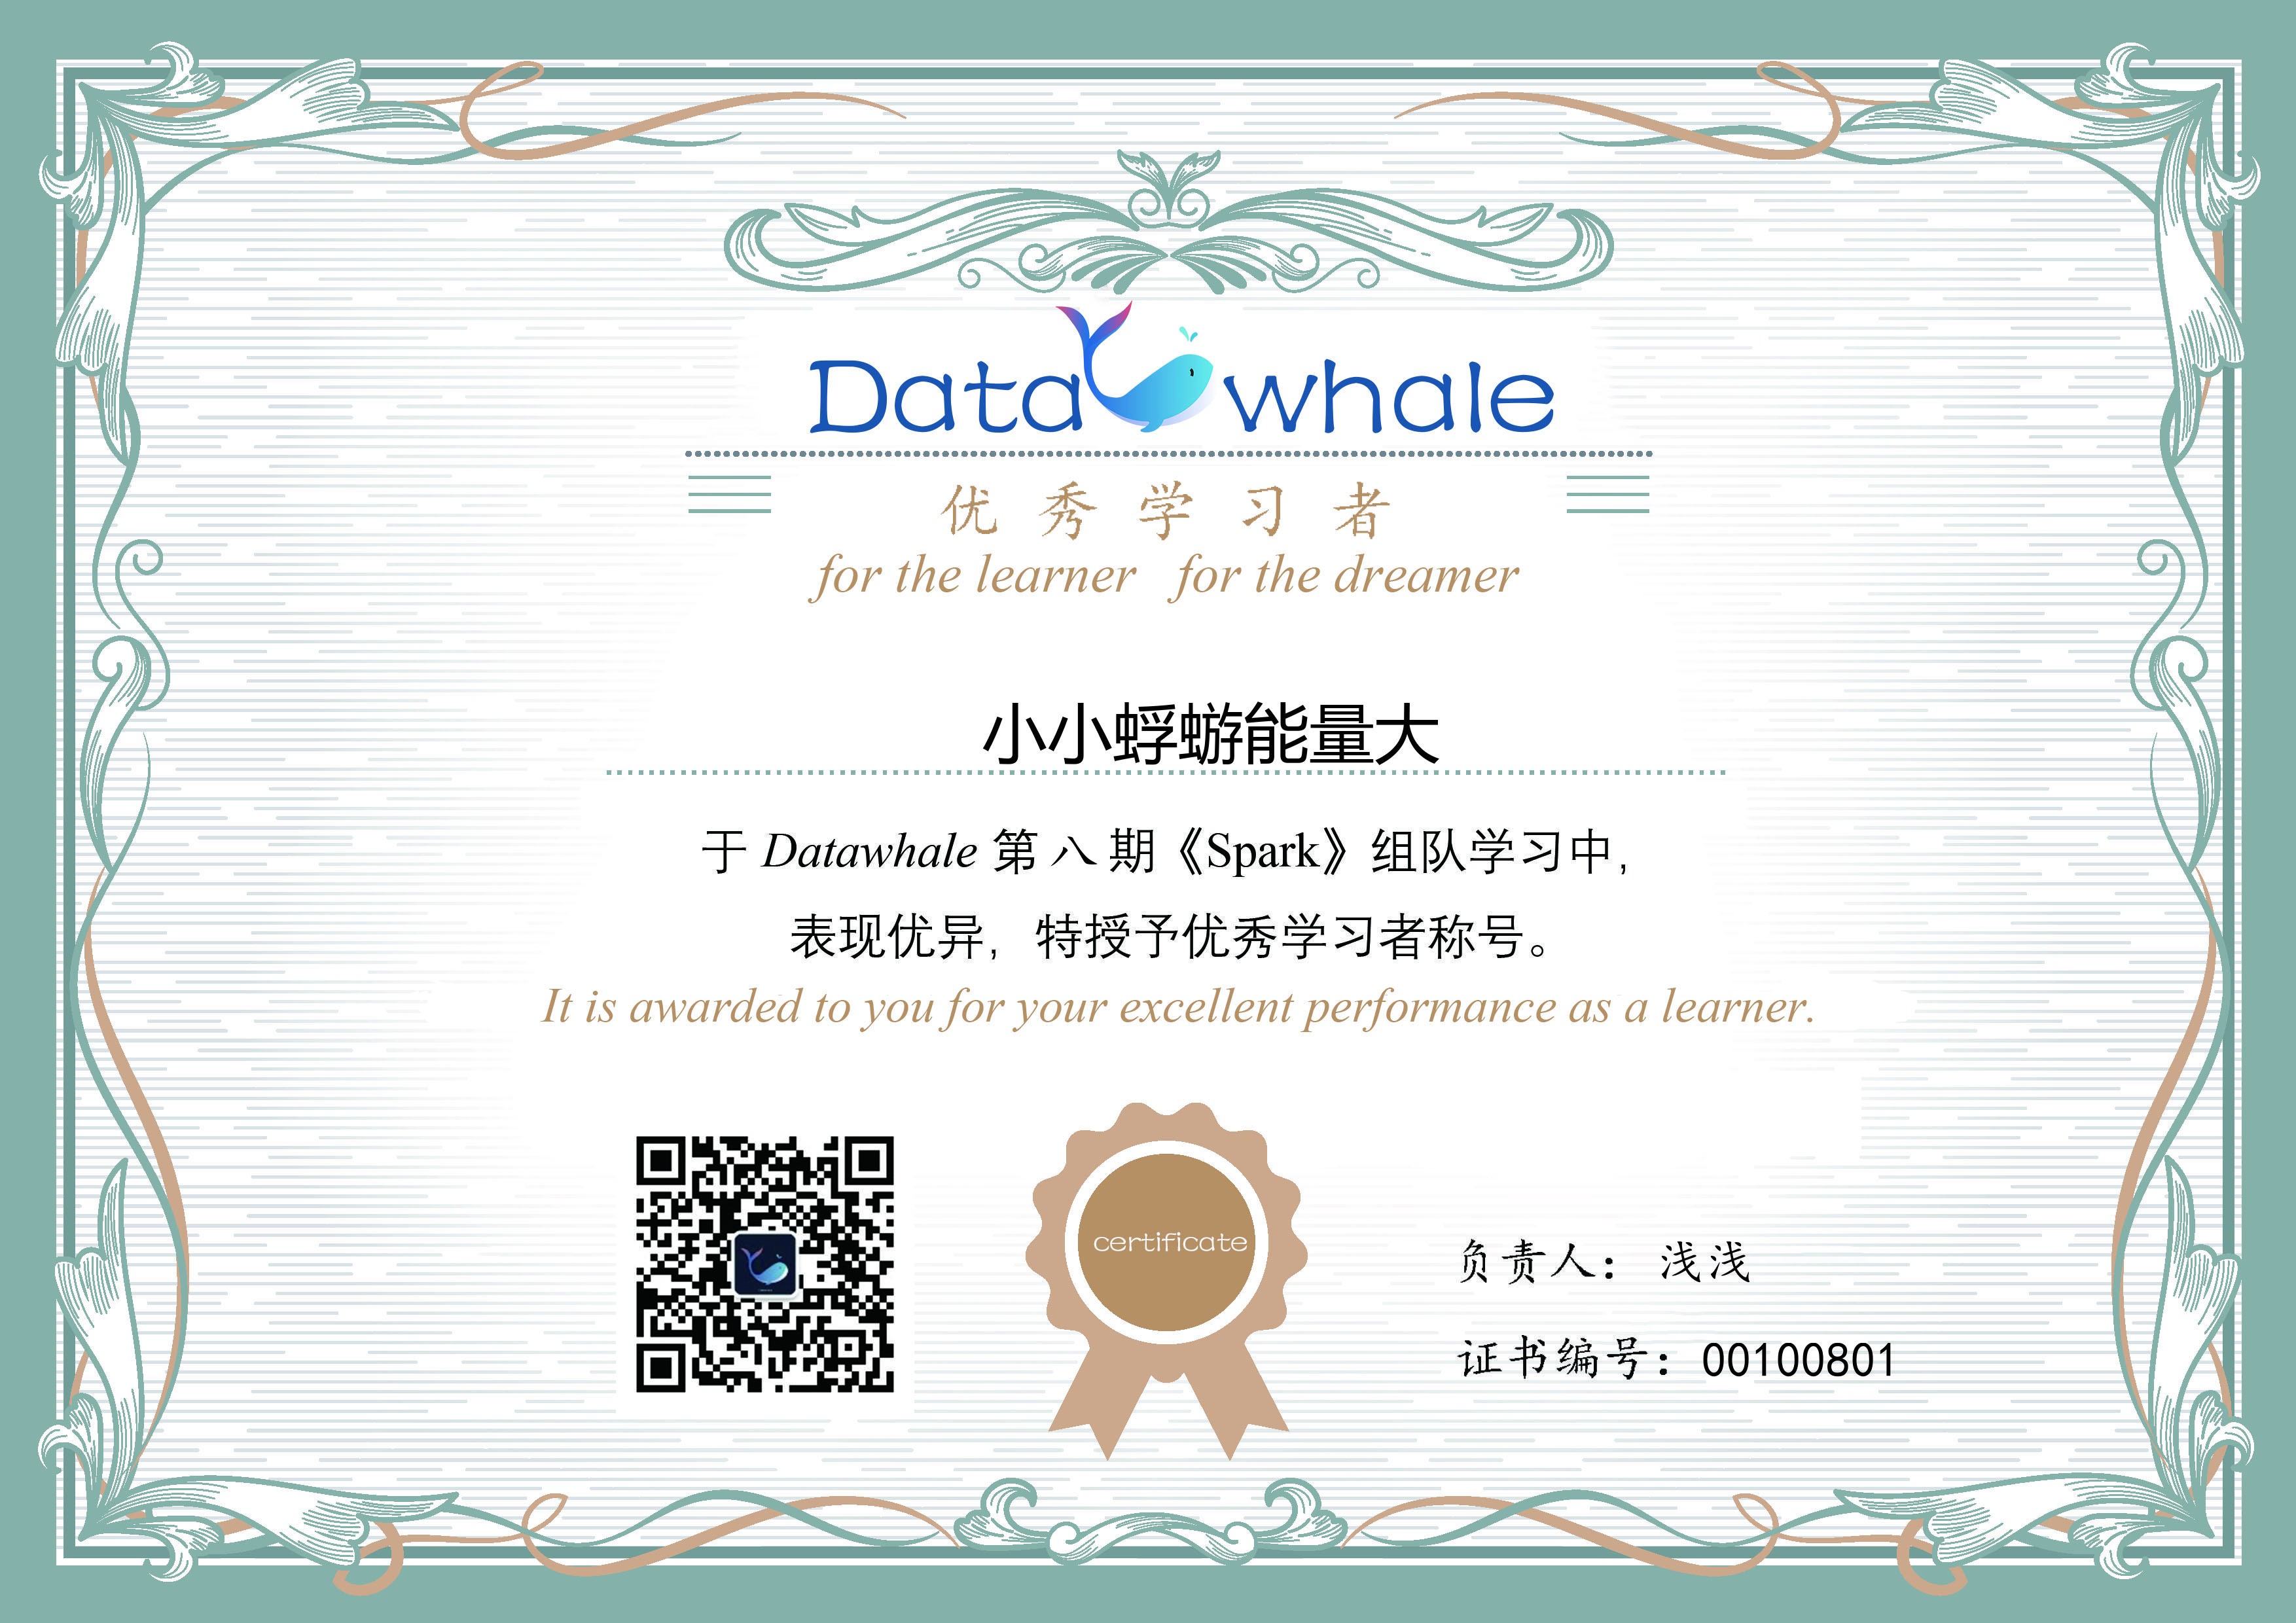 Datawhale
优秀学习者
for the learner for the dreamer
小小蜉蝣能量大
于 Datawhale 第八期《Spark》组队学习中，
表现优异，特授予优秀学习者称号。
It is awarded to you for your excellent performance as a learner.
certificate
负责人： 浅浅
证书编号：00100801